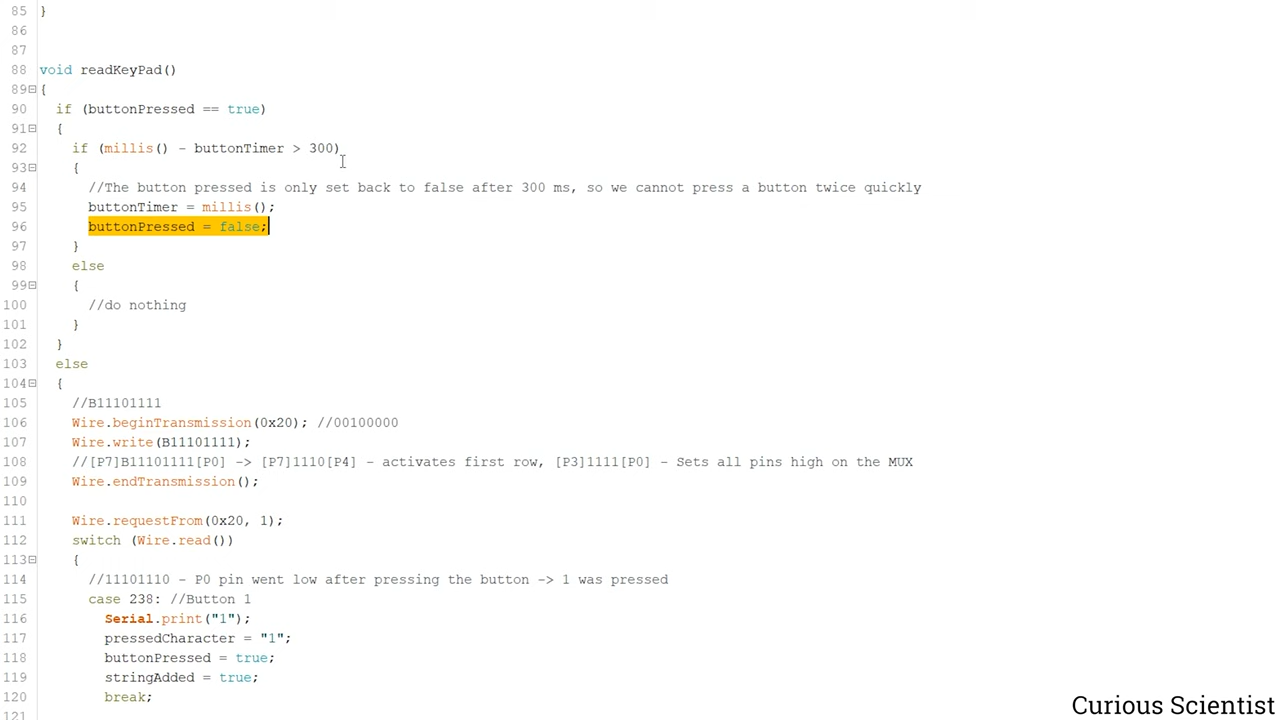 85 }
86
87
88 void readKeyPad()
89 {
90 if (buttonPressed == true)
91 {
92 if (millis() - buttonTimer > 300)
93 {
94 //The button pressed is only set back to false after 300 ms, so we cannot press a button twice quickly
95 buttonTimer = millis();
96 buttonPressed = false;
97 }
98 else
99 {
100 //do nothing
101 }
102 }
103 else
104 {
105 //B11101111
106 Wire.beginTransmission(0x20); //00100000
107 Wire.write(B11101111);
108 //[P7]B11101111[P0] -> [P7]1110[P4] - activates first row, [P3]1111[P0] - Sets all pins high on the MUX
109 Wire.endTransmission();
110
111 Wire.requestFrom(0x20, 1);
112 switch (Wire.read())
113 {
114 //11101110 - P0 pin went low after pressing the button -> 1 was pressed
115 case 238: //Button 1
116 Serial.print("1");
117 pressedCharacter = "1";
118 buttonPressed = true;
119 stringAdded = true;
120 break;
121
Curious Scientist